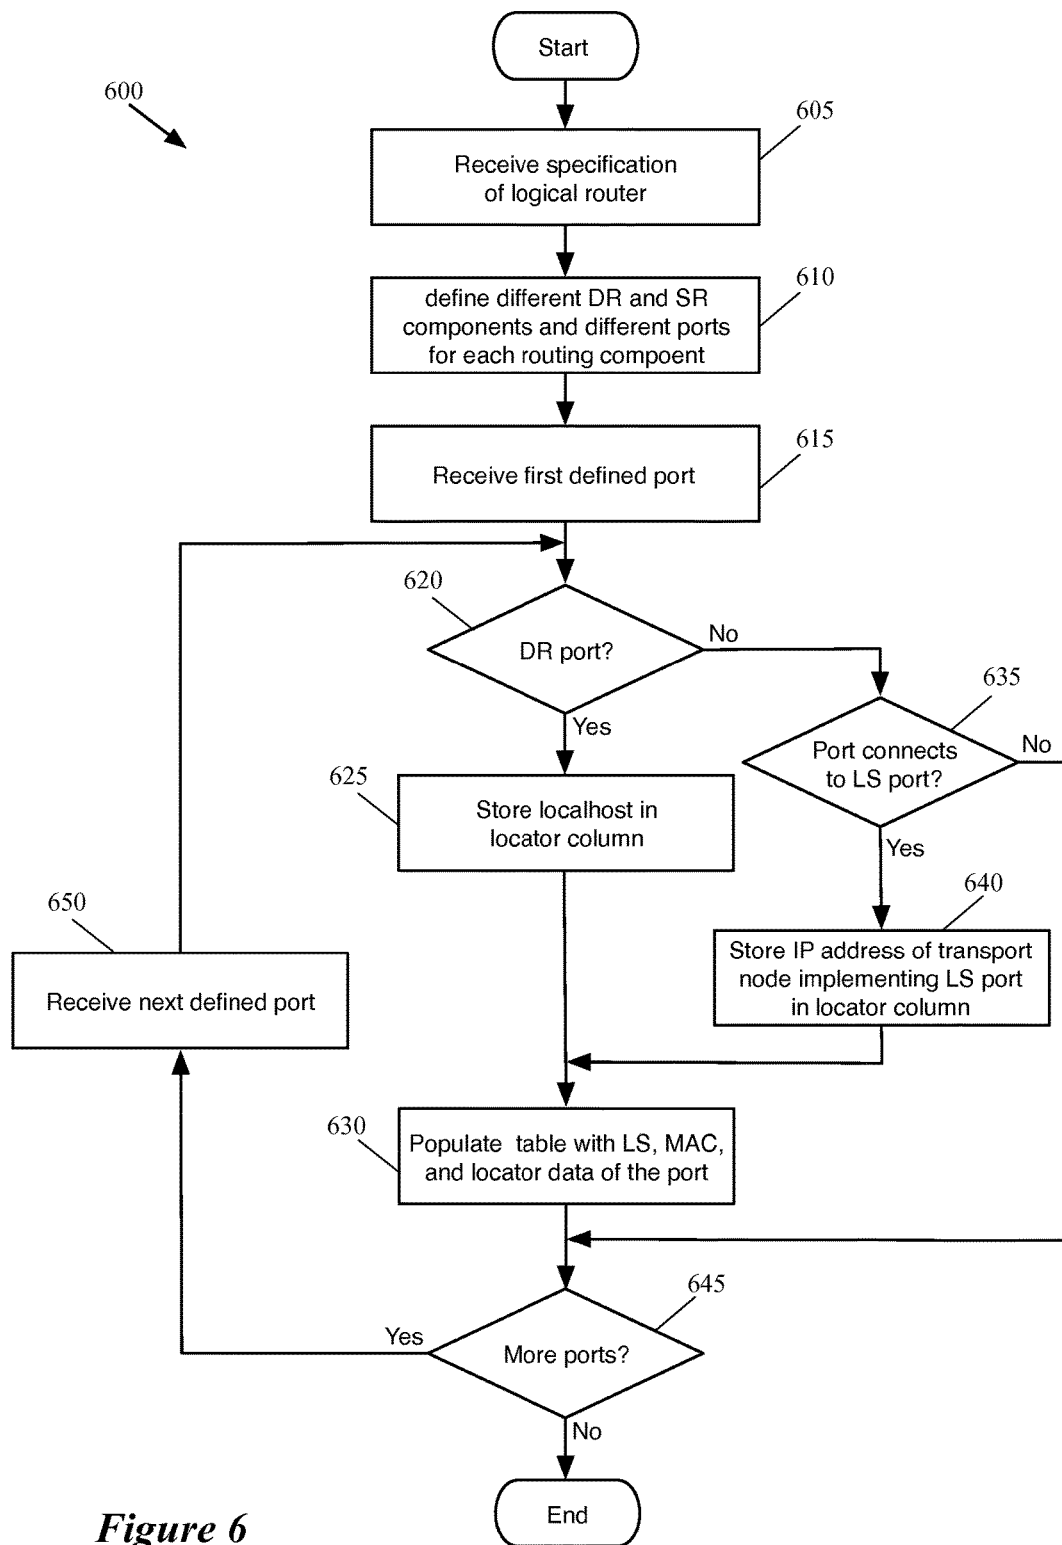 Start
600
605
Receive specification
of logical router
610
define different DR and SR
components and different ports
for each routing compoent
615
Receive first defined port
620
DR port?
No
Yes
635
Port connects
to LS port?
No
Yes
625
Store localhost in
locator column
640
Store IP address of transport
node implementing LS port
in locator column
650
Receive next defined port
630
Populate table with LS, MAC,
and locator data of the port
645
More ports?
Yes
No
End
Figure 6